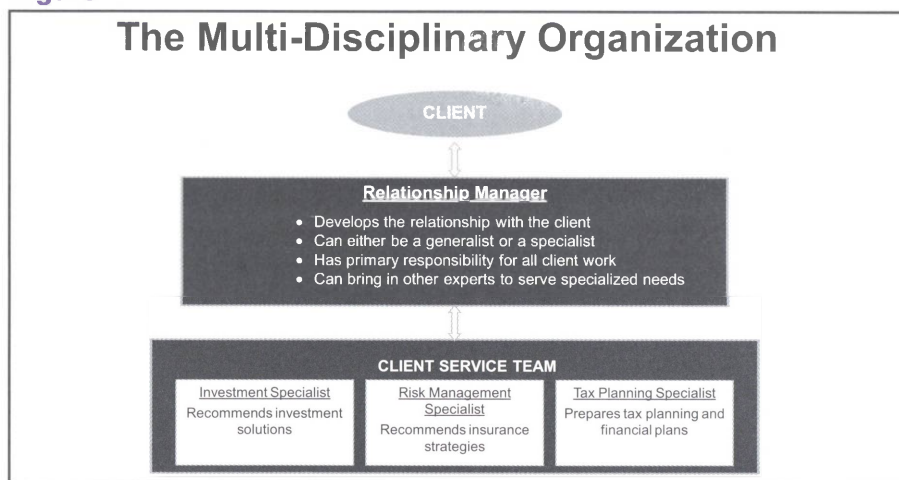 The Multi-Disciplinary Organization
CLIENT
Relationship Manager
• Develops the relationship with the client
• Can either be a generalist or a specialist
• Has primary responsibility for all client work
• Can bring in other experts to serve specialized needs
CLIENT SERVICE TEAM
Investment Specialist
Recommends investment
solutions
Risk Management
Specialist
Recommends insurance
strategies
Tax Planning Specialist
Prepares tax planning and
financial plans